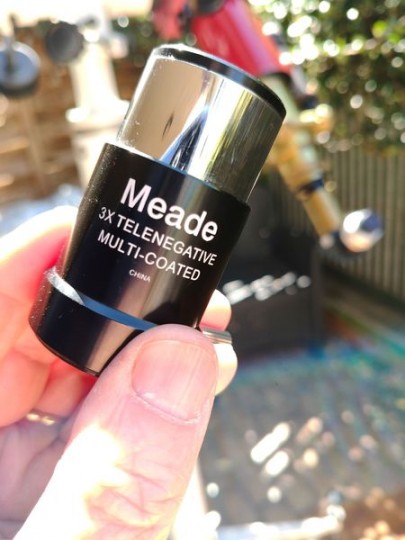 Meade
3X TELENEGATIVE
MULTI-COATED
CHINA